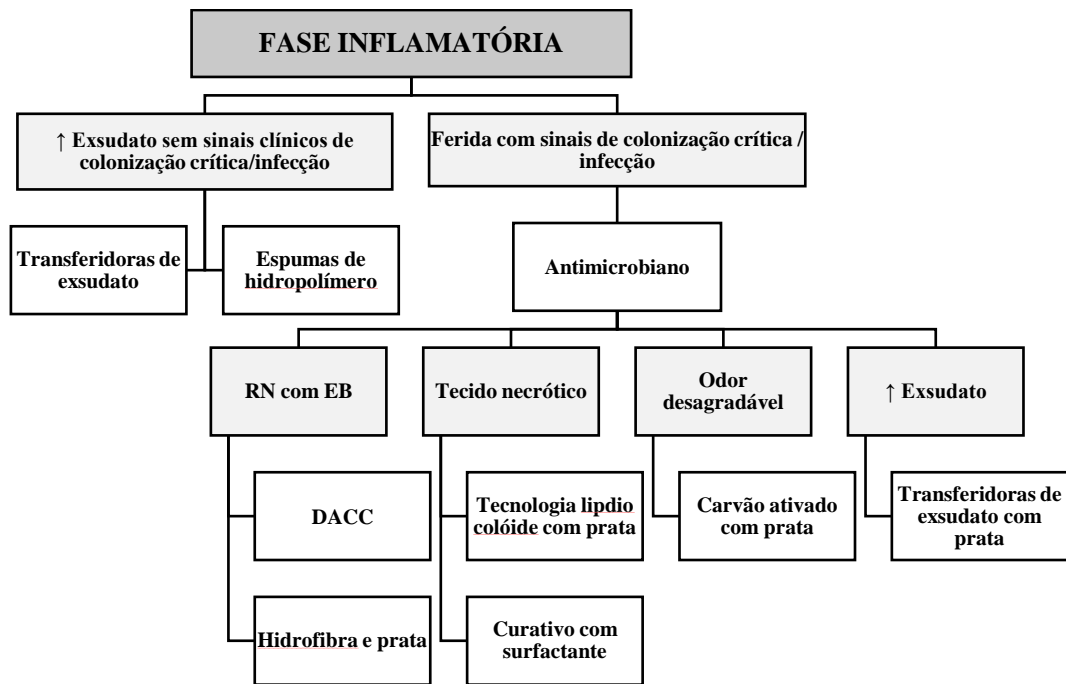 FASE INFLAMATÓRIA
↑ Exsudato sem sinais clínicos de
colonização crítica/infecção
Ferida com sinais de colonização crítica /
infecção
Transferidoras de
exsudato
Espumas de
hidropolímero
Antimicrobiano
RN com EB
Tecido necrótico
Odor
desagradável
↑ Exsudato
DACC
Tecnologia lipdio
colóide com prata
Carvão ativado
com prata
Transferidoras de
exsudato com
prata
Hidrofibra e prata
Curativo com
surfactante